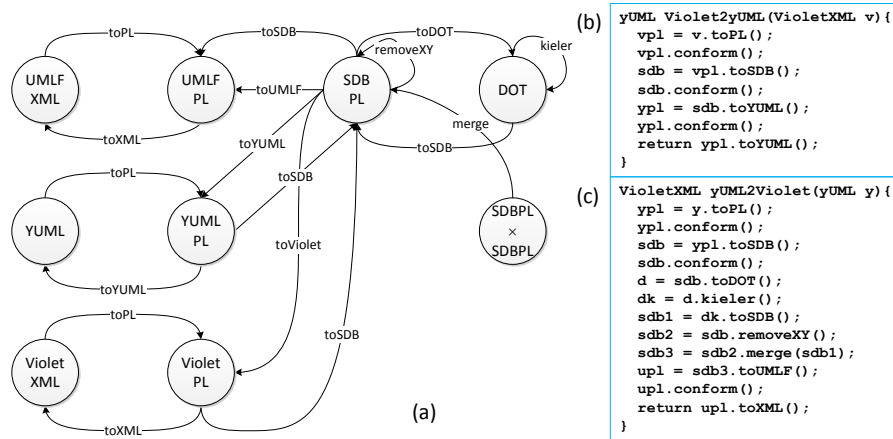 toPL
toSDB
toDOT
removeXY
kieler
UMLF
XML
UMLF
PL
SDB
PL
DOT
toUMLF
toXML
toYUML
merge
toSDB
toPL
toSDB
YUML
YUML
PL
SDBPL
×
SDBPL
toViolet
toYUML
toPL
toSDB
Violet
XML
Violet
PL
toXML
(a)
(b)
yUML Violet2yUML(VioletXML v){
vpl = v.toPL();
vpl.conform();
sdb = vpl.toSDB();
sdb.conform();
ypl = sdb.toYUML();
ypl.conform();
return ypl.toYUML();
}
(c)
VioletXML yUML2Violet(yUML y){
ypl = y.toPL();
ypl.conform();
sdb = ypl.toSDB();
sdb.conform();
d = sdb.toDOT();
dk = d.kieler();
sdb1 = dk.toSDB();
sdb2 = sdb.removeXY();
sdb3 = sdb2.merge(sdb1);
upl = sdb3.toUMLF();
upl.conform();
return upl.toXML();
}